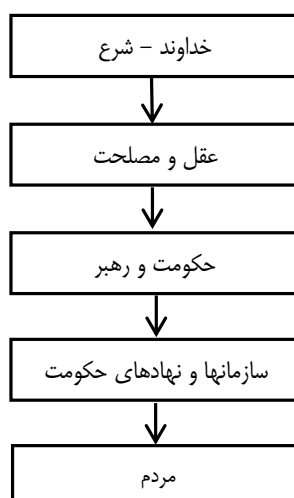 خداوند – شرع
عقل و مصلحت
حکومت و رهبر
سازمانها و نهادهای حکومت
مردم